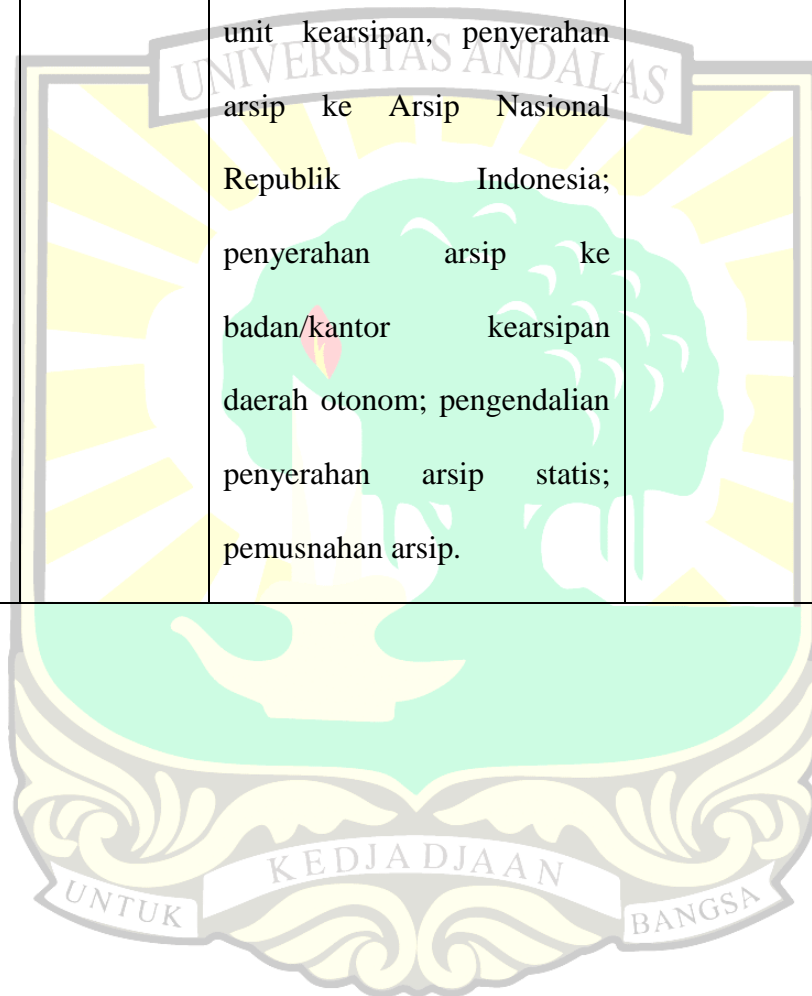 unit kearsipan, penyerahan
UNIVERSITAS ANDALAS
arsip ke Arsip Nasional
Republik Indonesia;
penyerahan arsip ke
badan/kantor kearsipan
daerah otonom; pengendalian
penyerahan arsip statis;
pemusnahan arsip.
UNTUK KEDJADJAAN BANGSA